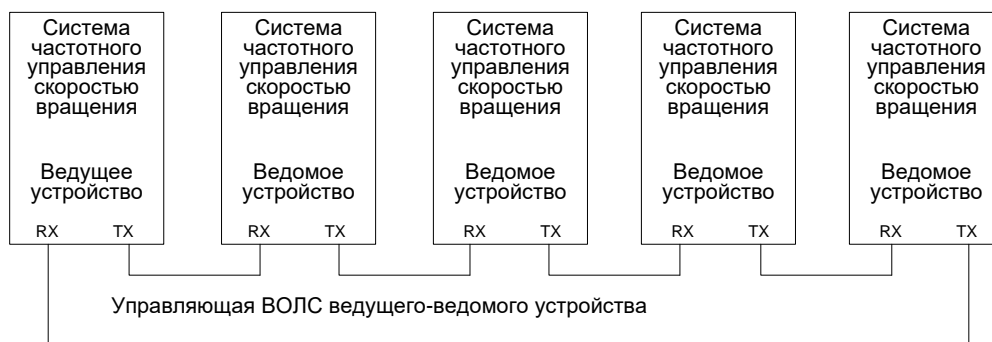 Система
частотного
управления
скоростью
вращения
Ведущее
устройство
RX TX
Система
частотного
управления
скоростью
вращения
Ведомое
устройство
RX TX
Система
частотного
управления
скоростью
вращения
Ведомое
устройство
RX TX
Система
частотного
управления
скоростью
вращения
Ведомое
устройство
RX TX
Система
частотного
управления
скоростью
вращения
Ведомое
устройство
RX TX
Управляющая ВОЛС ведущего-ведомого устройства